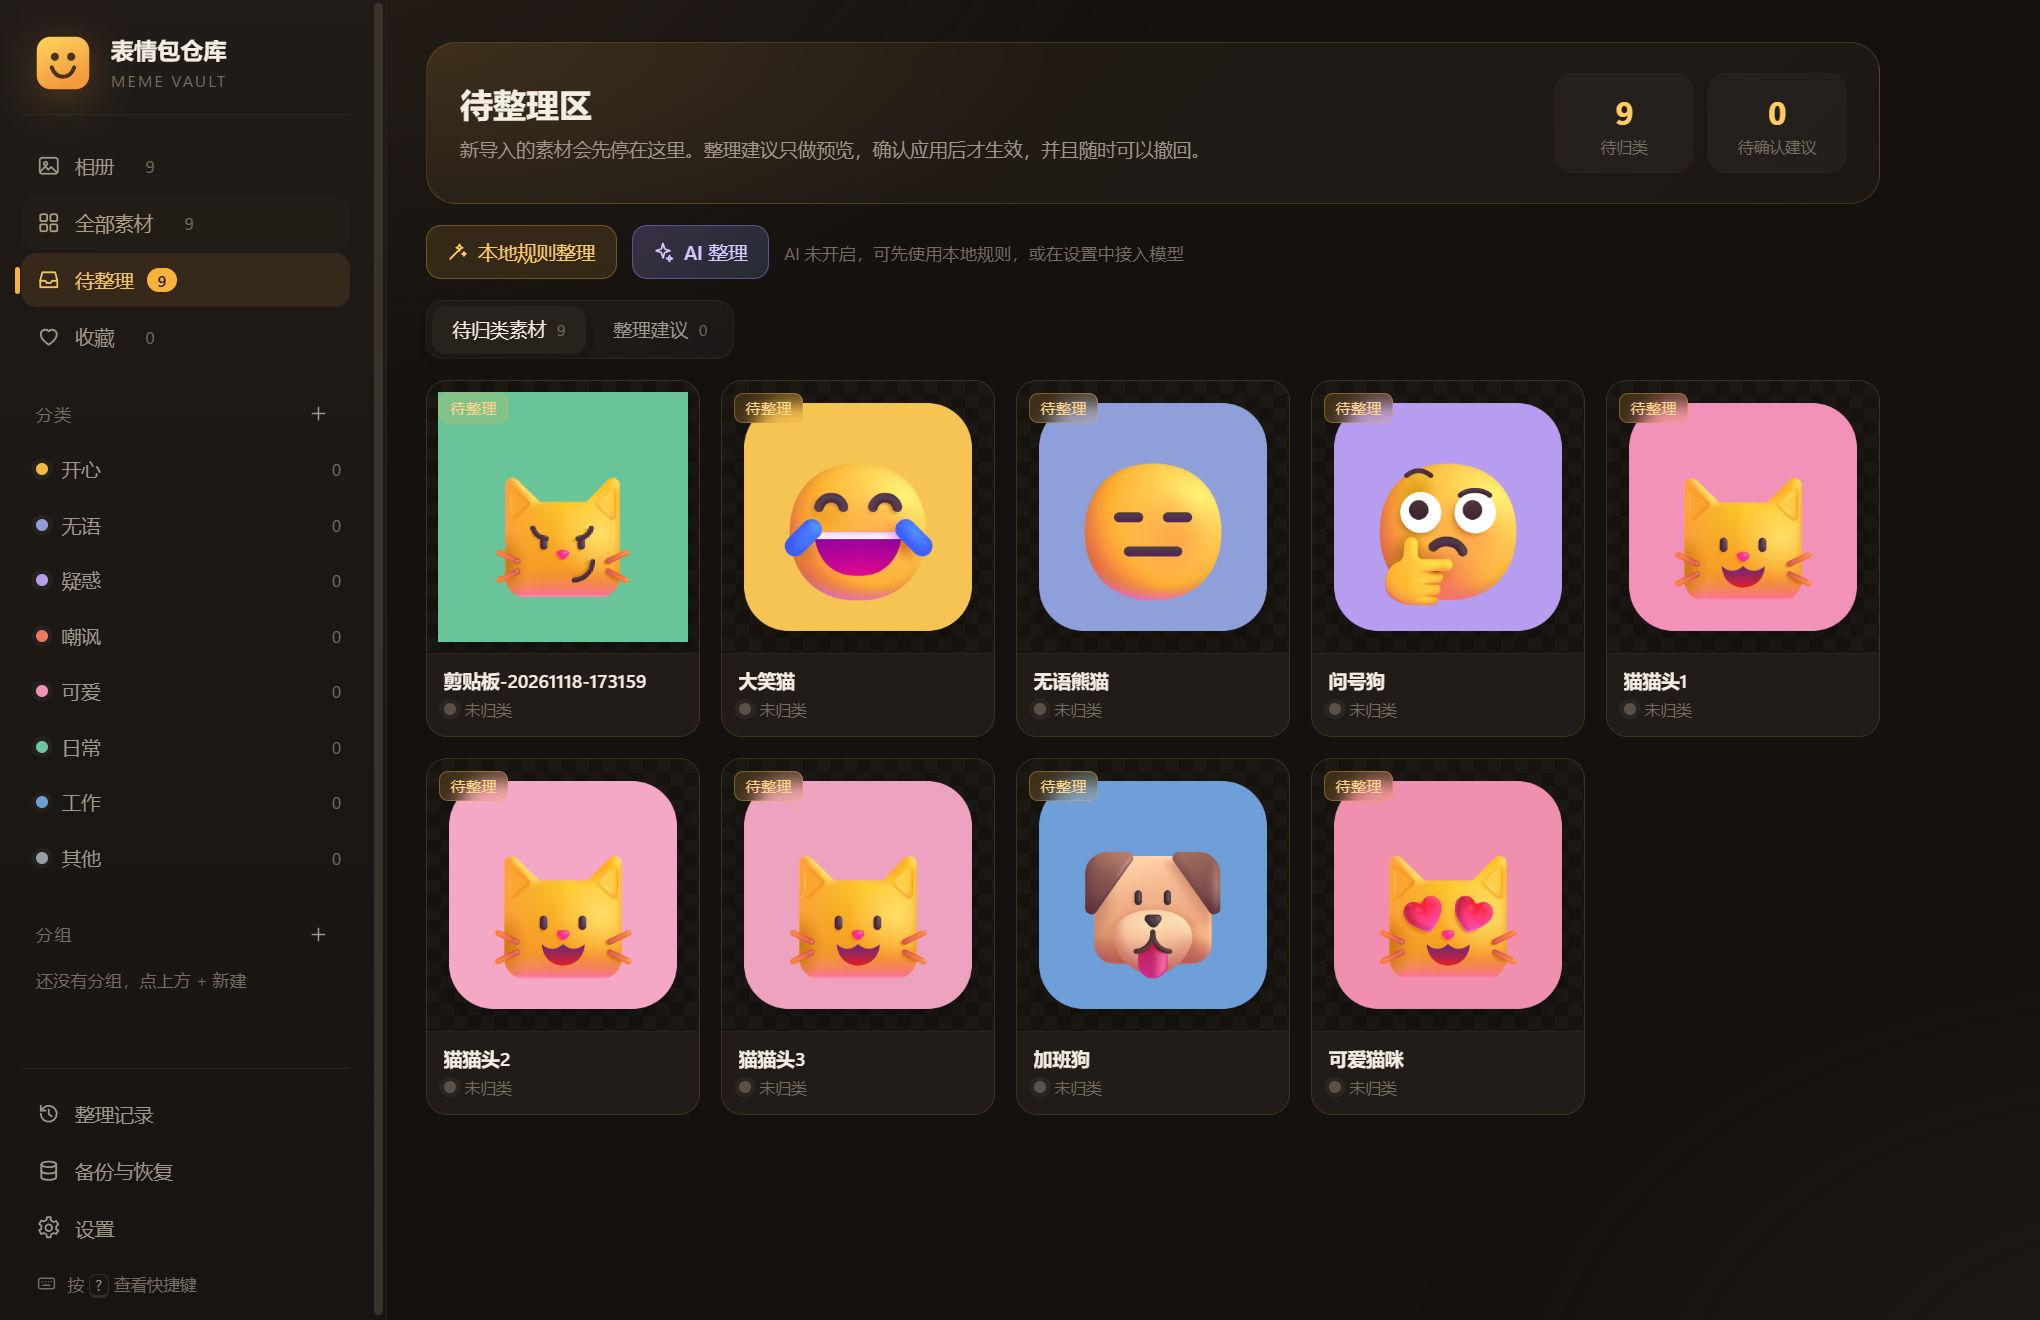 表情包仓库
MEME VAULT
相册 9
全部素材 9
待整理 9
收藏 0
分类
开心 0
无语 0
疑惑 0
嘲讽 0
可爱 0
日常 0
工作 0
其他 0
分组
还没有分组，点上方 + 新建
整理记录
备份与恢复
设置
按 ? 查看快捷键
待整理区
新导入的素材会先停在这里。整理建议只做预览，确认应用后才生效，并且随时可以撤回。
9
待归类
0
待确认建议
本地规则整理
AI 整理
AI 未开启，可先使用本地规则，或在设置中接入模型
待归类素材 9
整理建议 0
待整理
剪贴板-20261118-173159
未归类
待整理
大笑猫
未归类
待整理
无语熊猫
未归类
待整理
问号狗
未归类
待整理
猫猫头1
未归类
待整理
猫猫头2
未归类
待整理
猫猫头3
未归类
待整理
加班狗
未归类
待整理
可爱猫咪
未归类